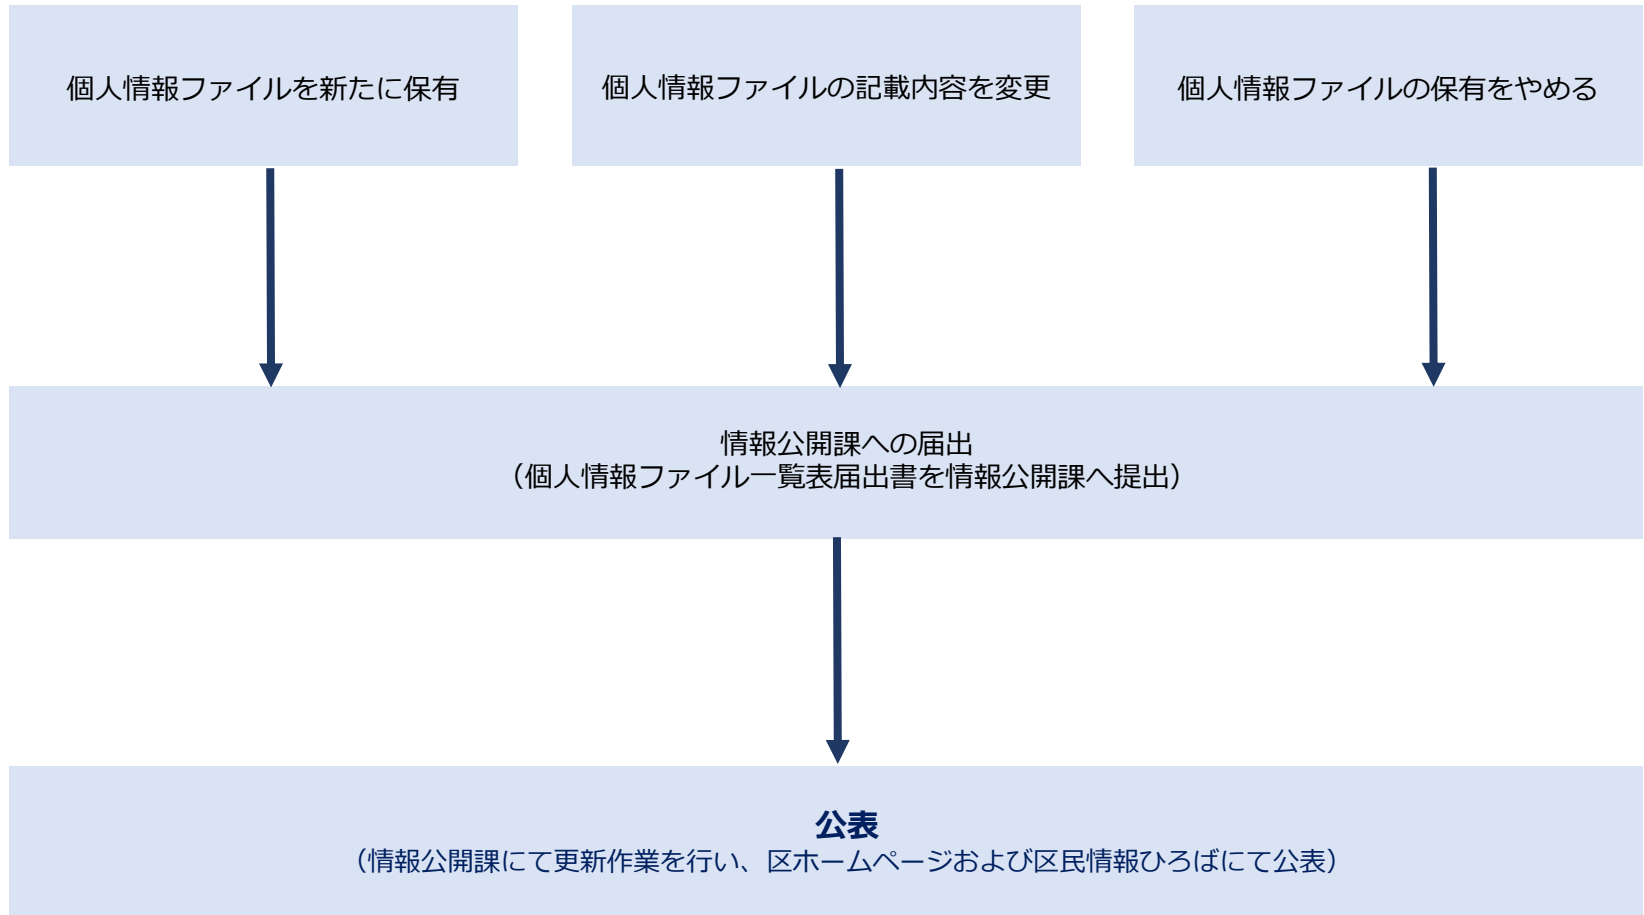 個人情報ファイルを新たに保有
個人情報ファイルの記載内容を変更
個人情報ファイルの保有をやめる
情報公開課への届出
（個人情報ファイル一覧表届出書を情報公開課へ提出）
公表
（情報公開課にて更新作業を行い、区ホームページおよび区民情報ひろばにて公表）